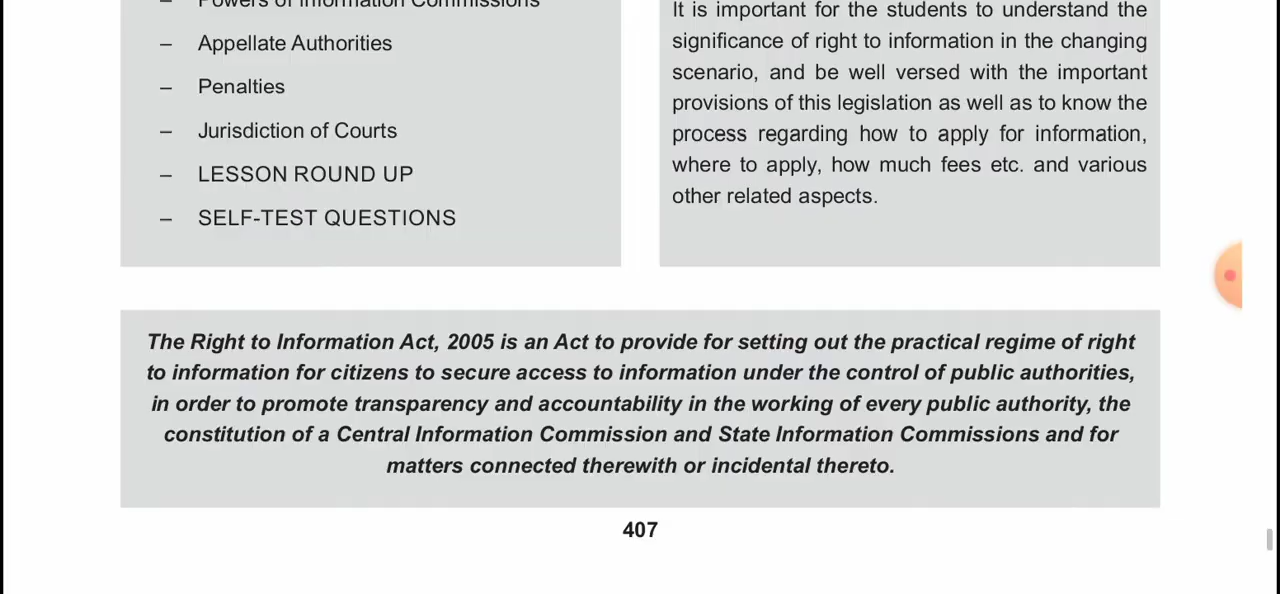 – Powers of Information Commissions
– Appellate Authorities
– Penalties
– Jurisdiction of Courts
– LESSON ROUND UP
– SELF-TEST QUESTIONS
It is important for the students to understand the
significance of right to information in the changing
scenario, and be well versed with the important
provisions of this legislation as well as to know the
process regarding how to apply for information,
where to apply, how much fees etc. and various
other related aspects.
The Right to Information Act, 2005 is an Act to provide for setting out the practical regime of right
to information for citizens to secure access to information under the control of public authorities,
in order to promote transparency and accountability in the working of every public authority, the
constitution of a Central Information Commission and State Information Commissions and for
matters connected therewith or incidental thereto.
407